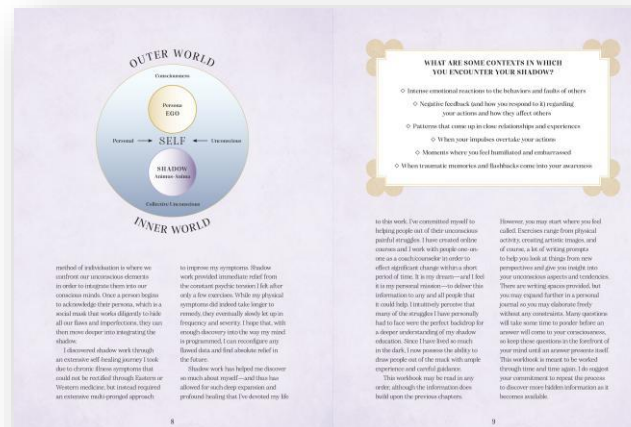 OUTER WORLD
Consciousness
Persona
EGO
Personal
SELF
Unconscious
SHADOW
Animus-Anima
Collective Unconscious
INNER WORLD
method of individuation is where we
confront our unconscious elements
in order to integrate them into our
conscious minds. Once a person begins
to acknowledge their persona, which is a
social mask that works diligently to hide
all our flaws and imperfections, they can
then move deeper into integrating the
shadow.
I discovered shadow work through
an extensive self-healing journey I took
due to chronic illness symptoms that
could not be rectified through Eastern or
Western medicine, but instead required
an extensive multi-pronged approach
to improve my symptoms. Shadow
work provided immediate relief from
the constant psychic tension I felt after
only a few exercises. While my physical
symptoms did indeed take longer to
remedy, they eventually slowly let up in
frequency and severity. I hope that, with
enough discovery into the way my mind
is programmed, I can reconfigure any
flawed data and find absolute relief in
the future.
Shadow work has helped me discover
so much about myself—and thus has
allowed for such deep expansion and
profound healing that I've devoted my life
8
WHAT ARE SOME CONTEXTS IN WHICH
YOU ENCOUNTER YOUR SHADOW?
◇ Intense emotional reactions to the behaviors and faults of others
◇ Negative feedback (and how you respond to it) regarding
your actions and how they affect others
◇ Patterns that come up in close relationships and experiences
◇ When your impulses overtake your actions
◇ Moments where you feel humiliated and embarrassed
◇ When traumatic memories and flashbacks come into your awareness
to this work. I've committed myself to
helping people out of their unconscious
painful struggles. I have created online
courses and I work with people one-on-
one as a coach/counselor in order to
effect significant change within a short
period of time. It is my dream—and I feel
it is my personal mission—to deliver this
information to any and all people that
it could help. I intuitively perceive that
many of the struggles I have personally
had to face were the perfect backdrop for
a deeper understanding of my shadow
education. Since I have lived so much
in the dark, I now possess the ability to
draw people out of the muck with ample
experience and careful guidance.
This workbook may be read in any
order, although the information does
build upon the previous chapters.
However, you may start where you feel
called. Exercises range from physical
activity, creating artistic images, and
of course, a lot of writing prompts
to help you look at things from new
perspectives and give you insight into
your unconscious aspects and tendencies.
There are writing spaces provided, but
you may expand further in a personal
journal so you may elaborate freely
without any constraints. Many questions
will take some time to ponder before an
answer will come to your consciousness,
so keep these questions in the forefront of
your mind until an answer presents itself.
This workbook is meant to be worked
through time and time again. I do suggest
your commitment to repeat the process
to discover more hidden information as it
becomes available.
9